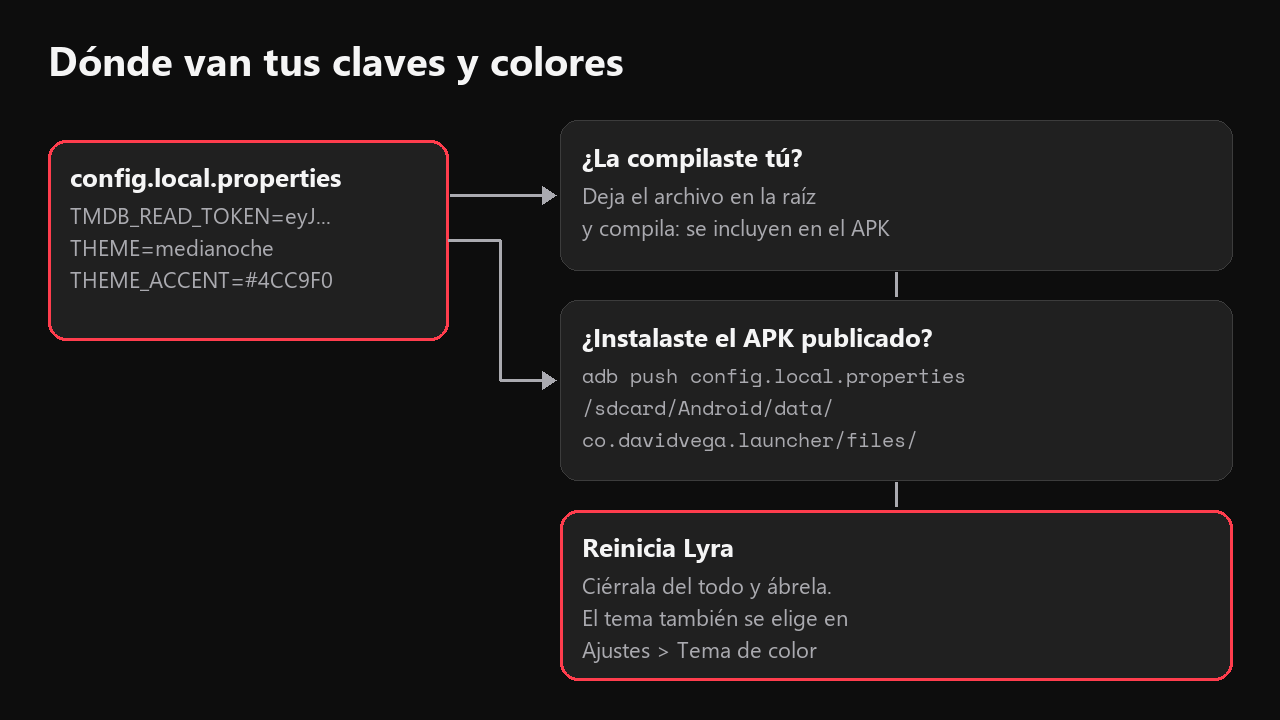 Dónde van tus claves y colores
config.local.properties
TMDB_READ_TOKEN=eyJ...
THEME=medianoche
THEME_ACCENT=#4CC9F0
¿La compilaste tú?
Deja el archivo en la raíz
y compila: se incluyen en el APK
¿Instalaste el APK publicado?
adb push config.local.properties
/sdcard/Android/data/
co.davidvega.launcher/files/
Reinicia Lyra
Ciérrala del todo y ábrela.
El tema también se elige en
Ajustes > Tema de color